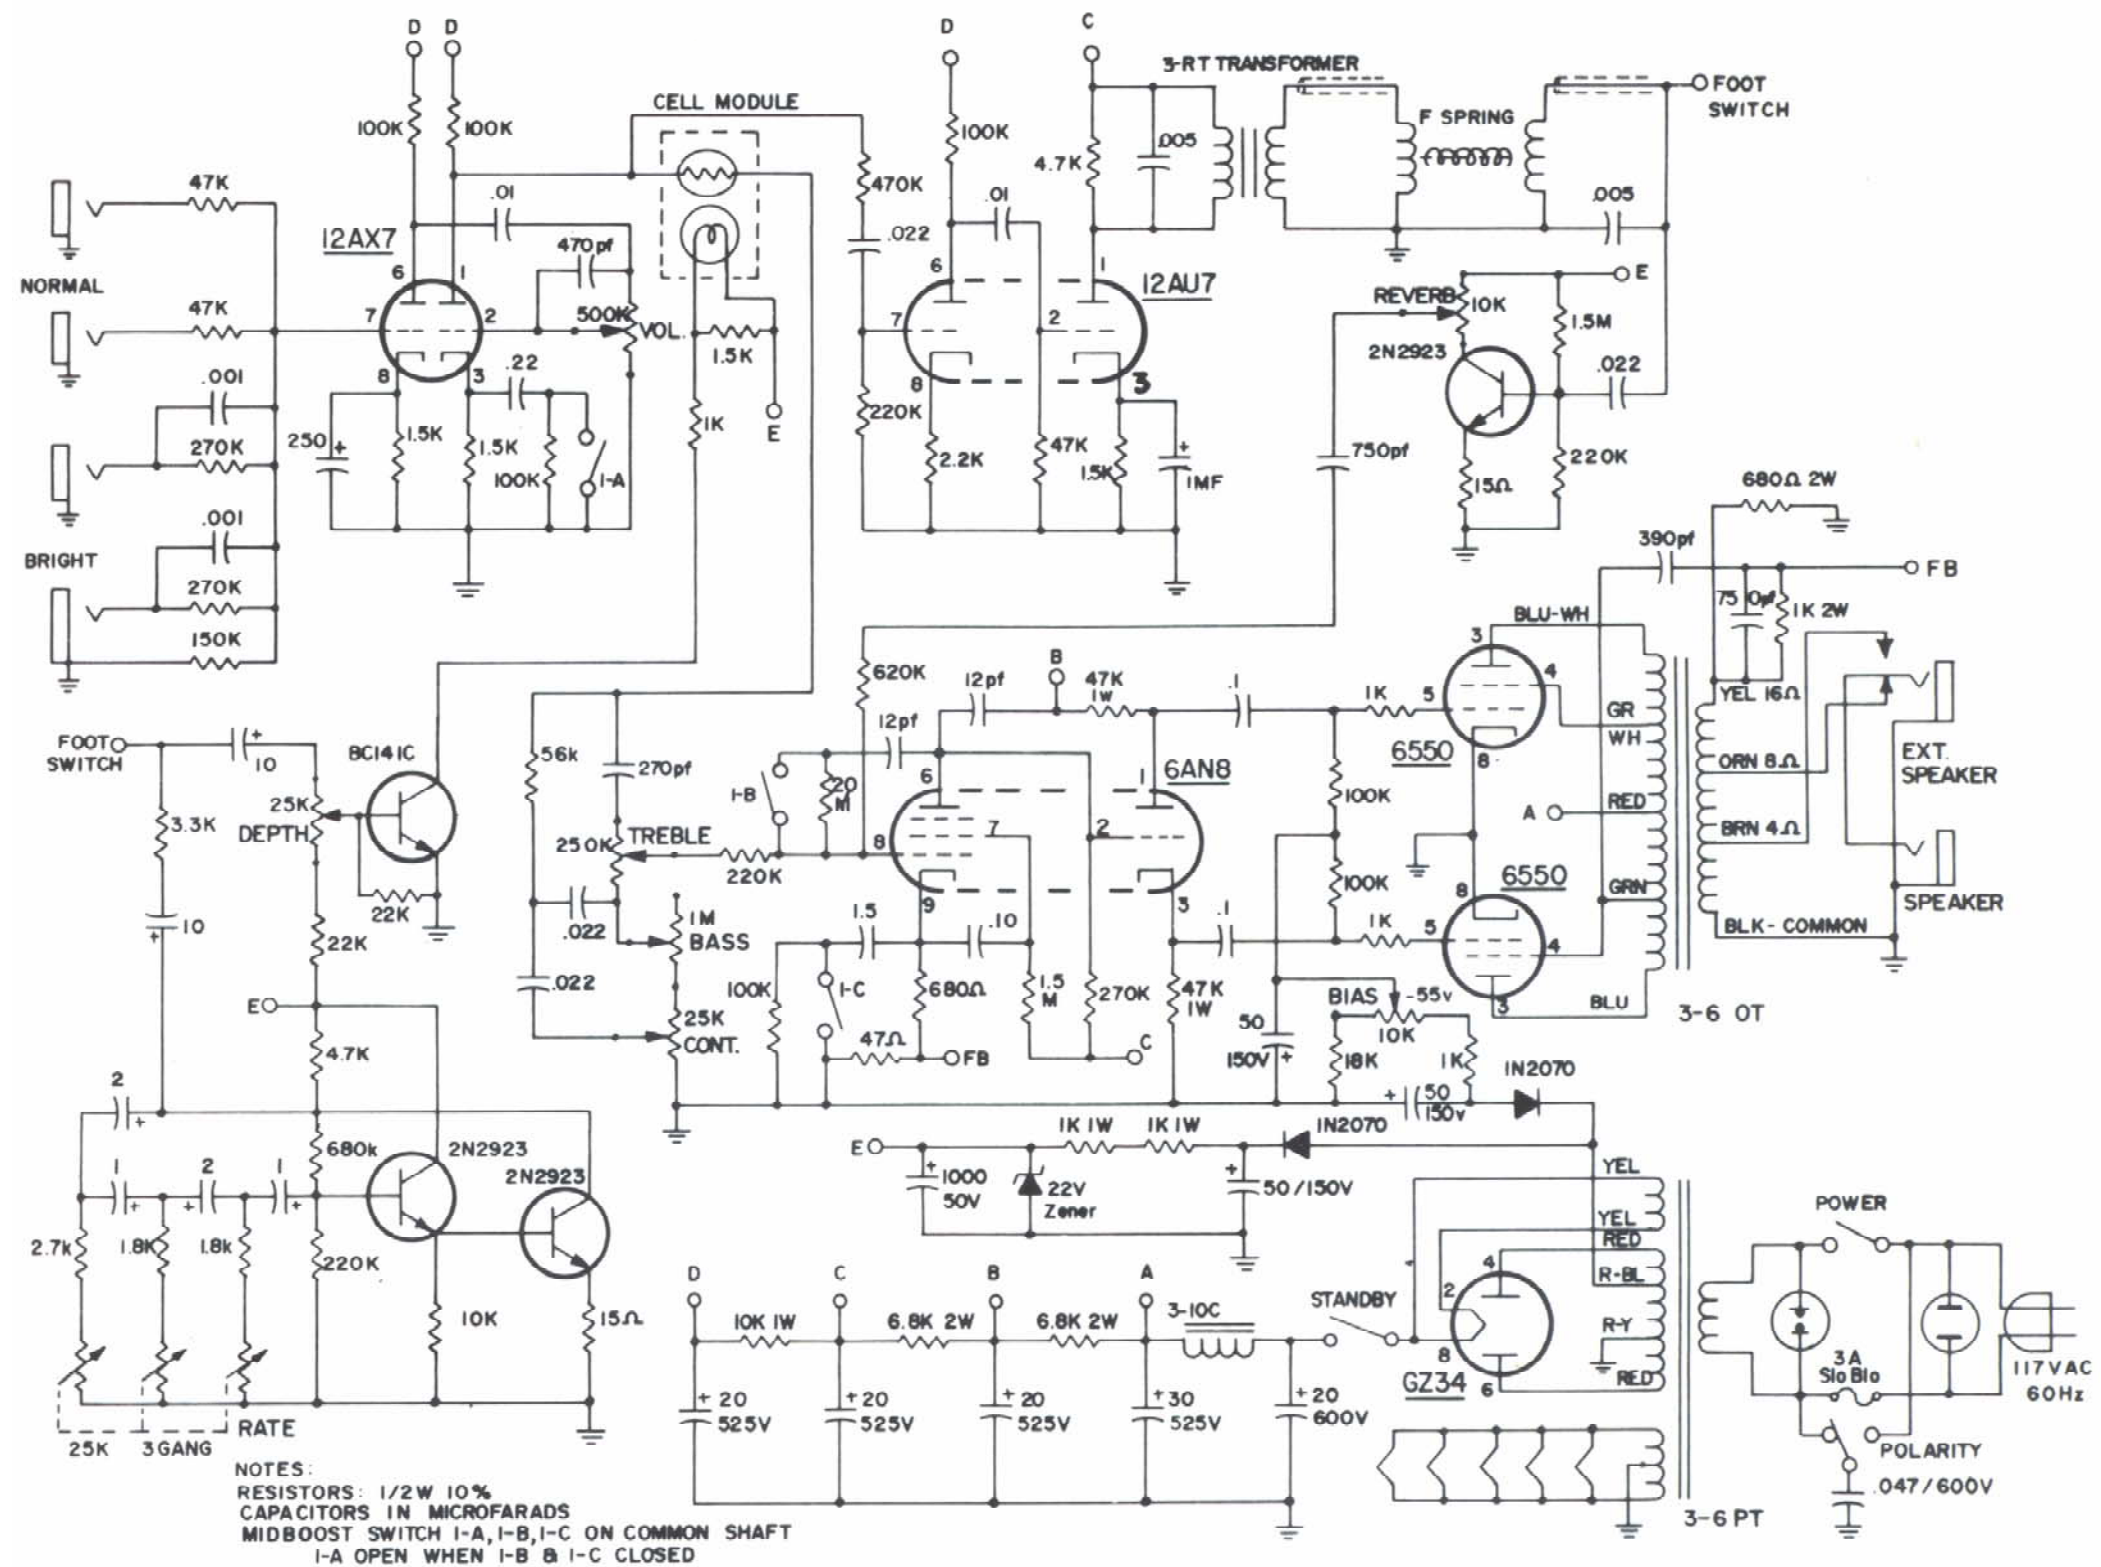 D D
D
C
3-RT TRANSFORMER
FOOT
SWITCH
CELL MODULE
100K
100K
100K
F SPRING
.005
4.7K
47K
.01
470K
.01
.005
12AX7
470pf
.022
6
1
6
1
12AU7
E
NORMAL
47K
7
2
500K
VOL.
7
2
REVERB
10K
1.5M
1.5K
2N2923
.001
8
3
.22
8
3
.022
220K
1K
E
250
+
1.5K
1.5K
270K
100K
1-A
2.2K
47K
1.5K
+
1MF
750pf
15Ω
220K
680Ω 2W
.001
390pf
BRIGHT
FB
270K
750pf
1K 2W
150K
BLU-WH
3
B
620K
12pf
47K
1W
.1
1K
5
4
YEL 16Ω
12pf
GR
WH
FOOT
SWITCH
+
10
BC141C
56k
270pf
6
6AN8
1
6550
8
EXT.
SPEAKER
ORN 8Ω
1-B
20
M
100K
25K
DEPTH
3.3K
TREBLE
250K
7
2
8
A
RED
BRN 4Ω
220K
100K
8
6550
GRN
22K
9
3
SPEAKER
1M
BASS
1.5
.10
.1
1K
5
4
BLK-COMMON
+
10
22K
.022
.022
100K
1-C
680Ω
1.5
M
270K
47K
1W
BIAS
-55v
3
BLU
3-6 OT
E
25K
CONT.
47Ω
FB
C
50
150V
+
10K
18K
1K
1N2070
4.7K
2
+
+
50
150v
1N2070
680k
2N2923
E
1K 1W
1K 1W
2N2923
+
1000
50V
22V
Zener
+
50/150V
YEL
1
+
2
+
1
+
POWER
YEL
RED
2.7k
1.8K
1.8k
220K
4
R-BL
D
C
B
A
2
STANDBY
3-10C
10K
15Ω
10K 1W
6.8K 2W
6.8K 2W
R-Y
8
3A
Slo Blo
117VAC
60Hz
GZ34
6
RED
+
20
525V
+
20
525V
+
20
525V
+
30
525V
+
20
600V
RATE
25K
3 GANG
POLARITY
.047/600V
3-6 PT
NOTES:
RESISTORS: 1/2W 10%
CAPACITORS IN MICROFARADS
MIDBOOST SWITCH 1-A, 1-B, 1-C ON COMMON SHAFT
1-A OPEN WHEN 1-B & 1-C CLOSED